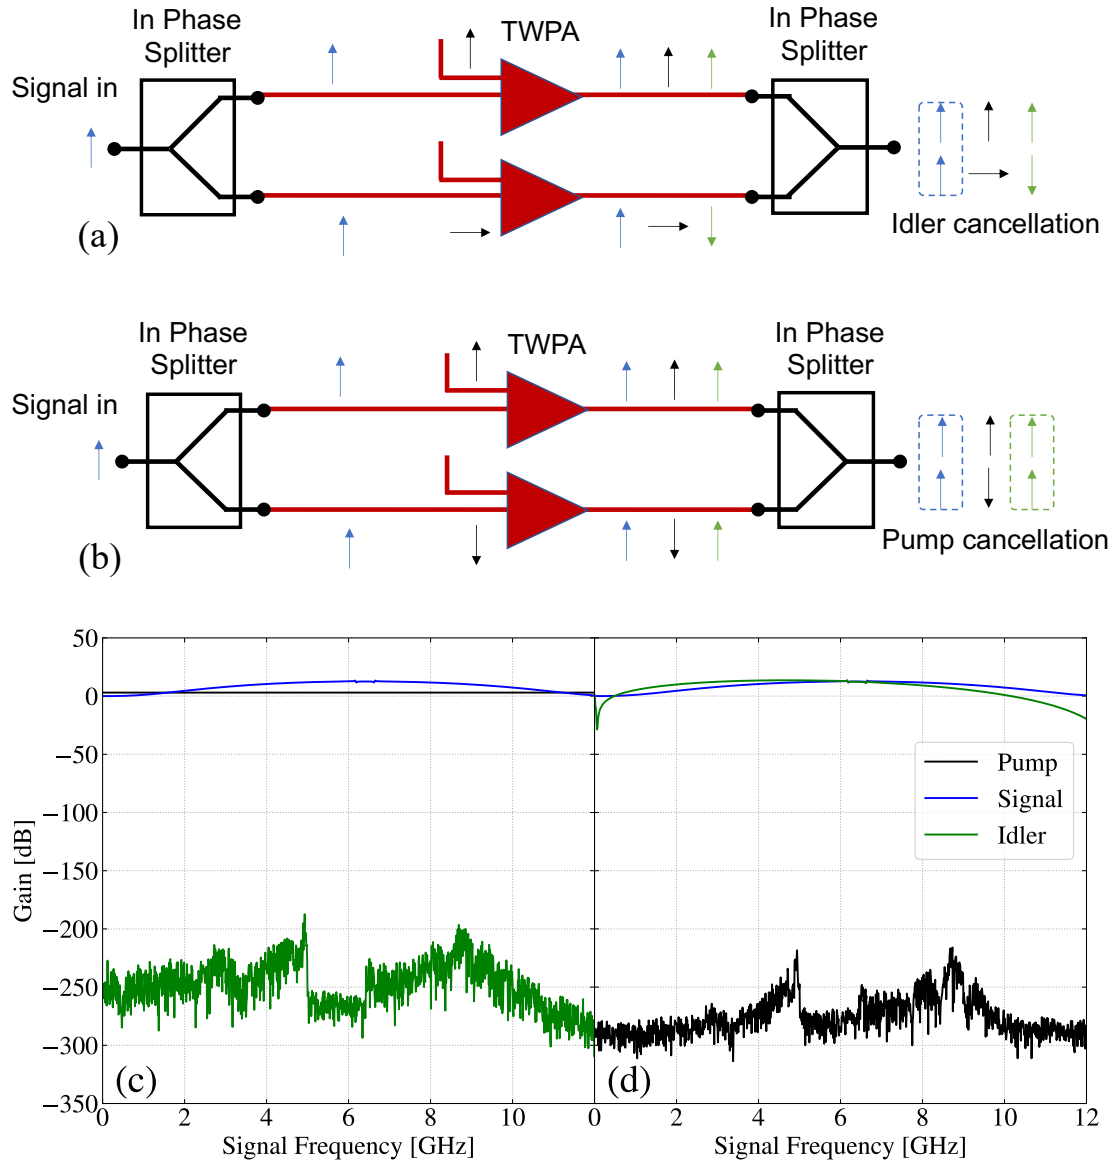 In Phase
Splitter
TWPA
In Phase
Splitter
Signal in
(a)
Idler cancellation
In Phase
Splitter
TWPA
In Phase
Splitter
Signal in
(b)
Pump cancellation
50
0
−50
−100
−150
−200
−250
−300
−350
Gain [dB]
Pump
Signal
Idler
(c)
(d)
0 2 4 6 8 10
0 2 4 6 8 10 12
Signal Frequency [GHz]
Signal Frequency [GHz]